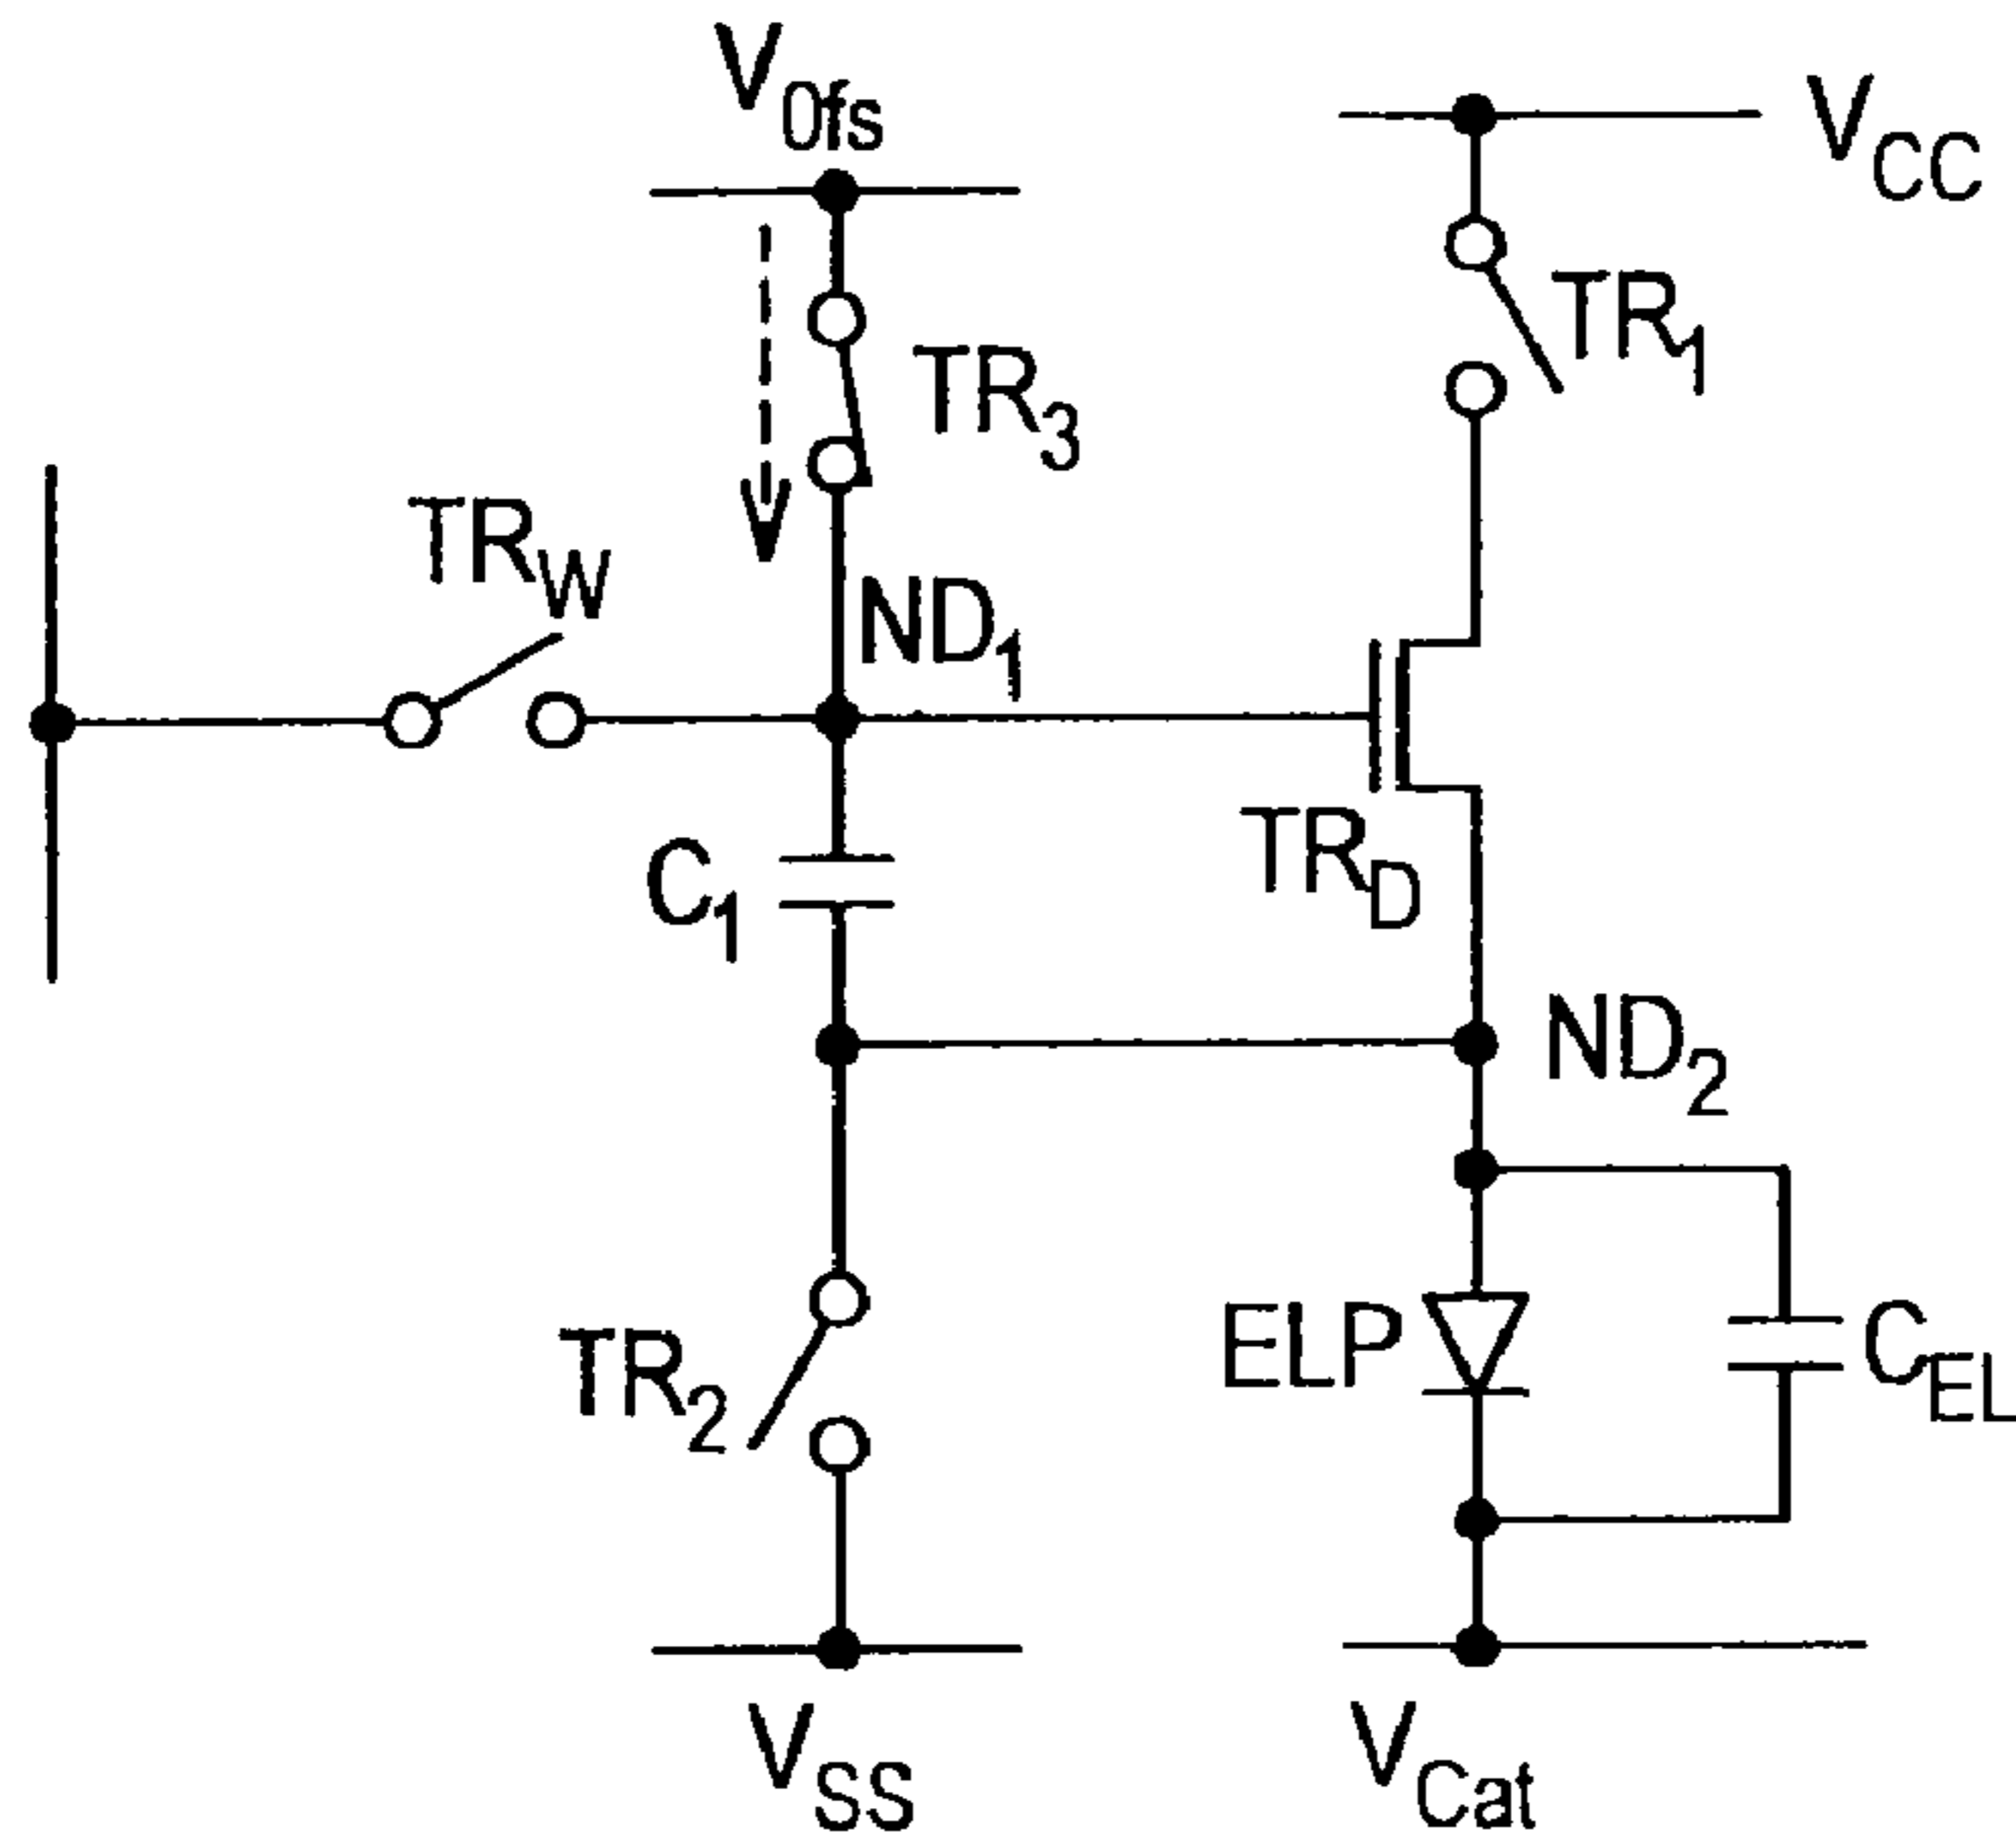 V0fs
VCC
TR1
TR3
TRW
ND1
C1
TRD
ND2
TR2
ELP
CEL
VSS
VCat